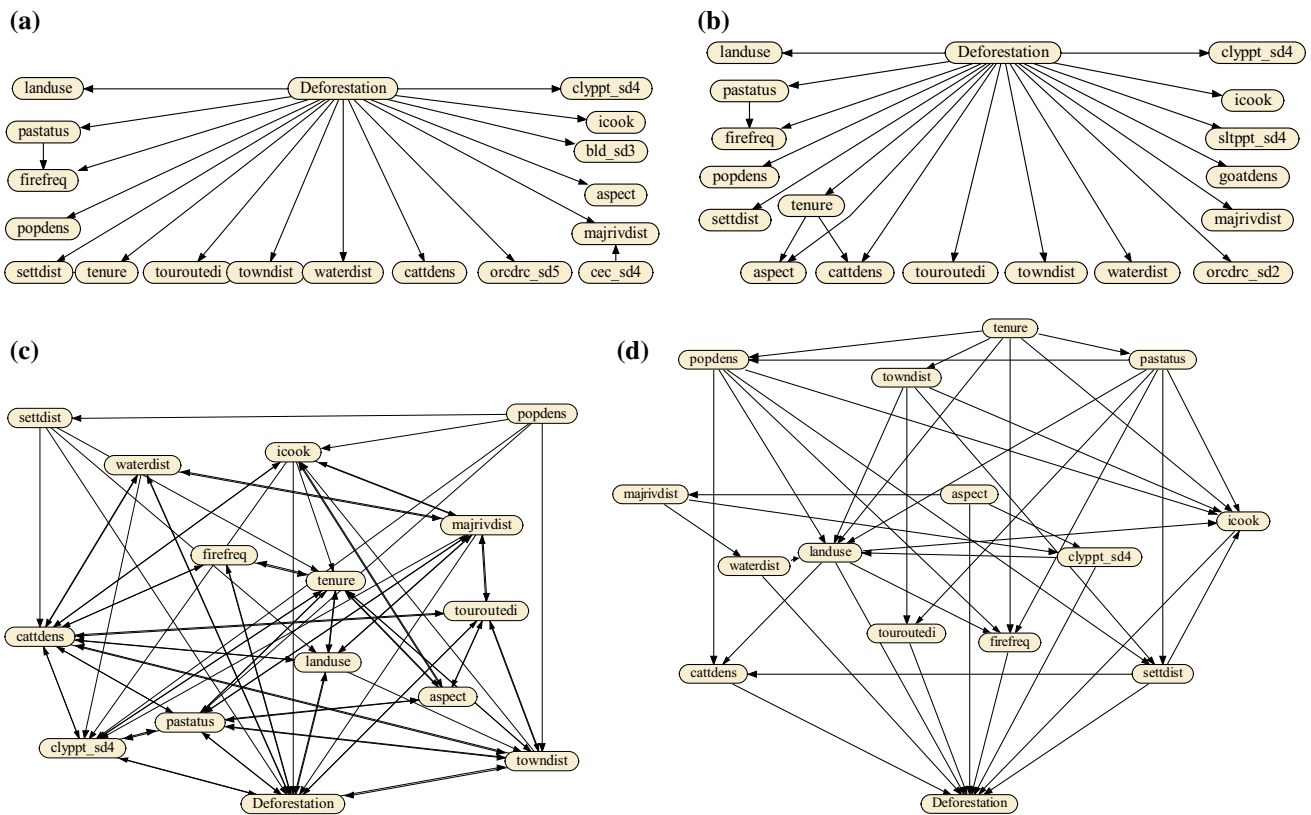 (a)
Deforestation
landuse
clyppt_sd4
pastatus
icook
bld_sd3
firefreq
aspect
popdens
majrivdist
settdist
tenure
touroutedi
towndist
waterdist
cattdens
orcdrc_sd5
cec_sd4
(b)
landuse
Deforestation
clyppt_sd4
pastatus
icook
firefreq
sltppt_sd4
popdens
goatdens
tenure
settdist
majrivdist
aspect
cattdens
touroutedi
towndist
waterdist
orcdrc_sd2
(c)
settdist
popdens
icook
waterdist
majrivdist
firefreq
tenure
touroutedi
cattdens
landuse
aspect
pastatus
clyppt_sd4
towndist
Deforestation
(d)
tenure
popdens
pastatus
towndist
majrivdist
aspect
icook
landuse
clyppt_sd4
waterdist
touroutedi
firefreq
cattdens
settdist
Deforestation